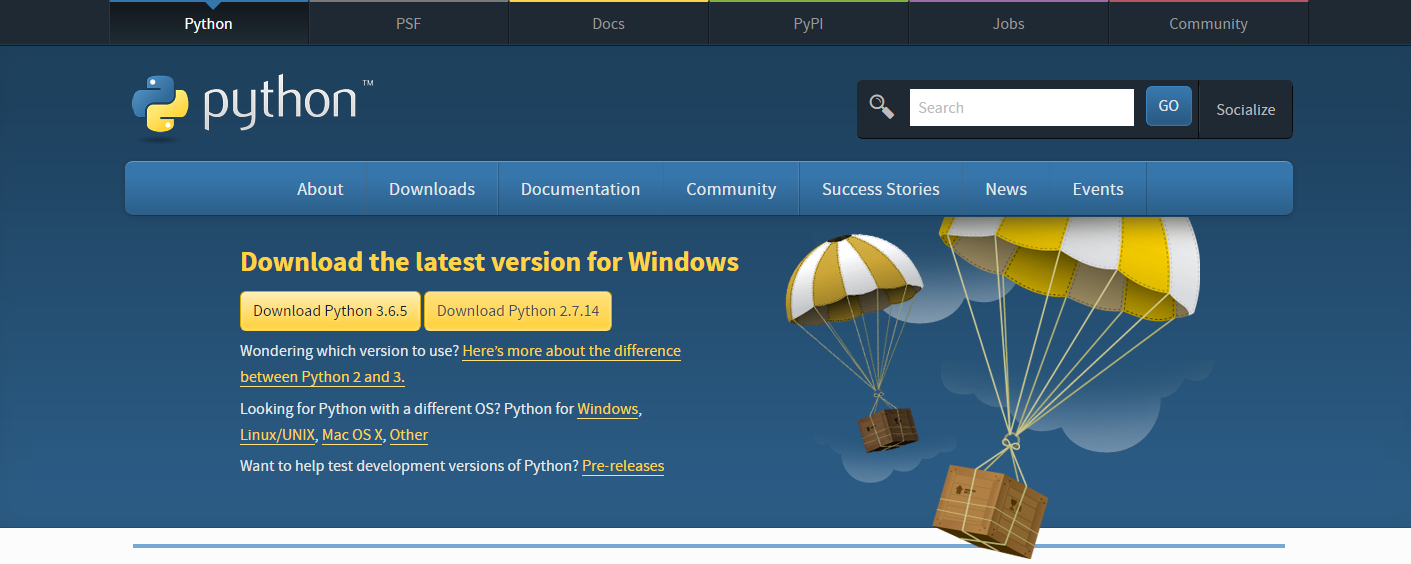 Python PSF Docs PyPI Jobs Community
python™
Search GO Socialize
About Downloads Documentation Community Success Stories News Events
Download the latest version for Windows
Download Python 3.6.5 Download Python 2.7.14
Wondering which version to use? Here’s more about the difference
between Python 2 and 3.
Looking for Python with a different OS? Python for Windows,
Linux/UNIX, Mac OS X, Other
Want to help test development versions of Python? Pre-releases